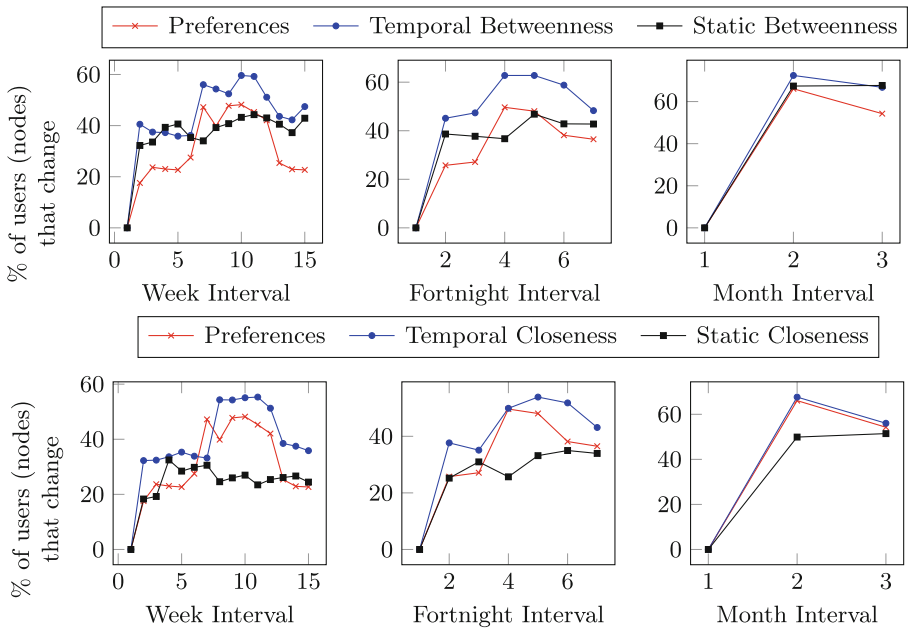 Preferences Temporal Betweenness Static Betweenness
% of users (nodes)
that change
60
40
20
0
0 5 10 15
Week Interval
60
40
20
0
2 4 6
Fortnight Interval
60
40
20
0
1 2 3
Month Interval
Preferences Temporal Closeness Static Closeness
% of users (nodes)
that change
60
40
20
0
0 5 10 15
Week Interval
40
20
0
2 4 6
Fortnight Interval
60
40
20
0
1 2 3
Month Interval